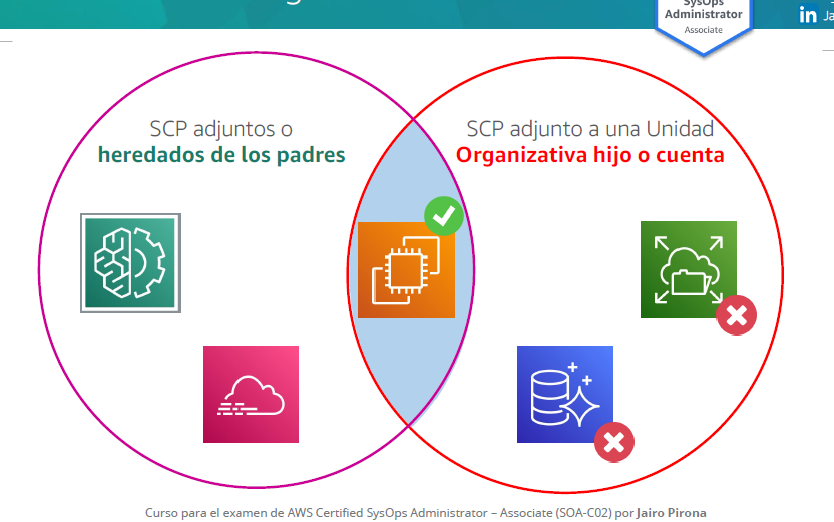 SysOps
Administrator
Associate
in
SCP adjuntos o
heredados de los padres
SCP adjunto a una Unidad
Organizativa hijo o cuenta
Curso para el examen de AWS Certified SysOps Administrator – Associate (SOA-C02) por Jairo Pirona